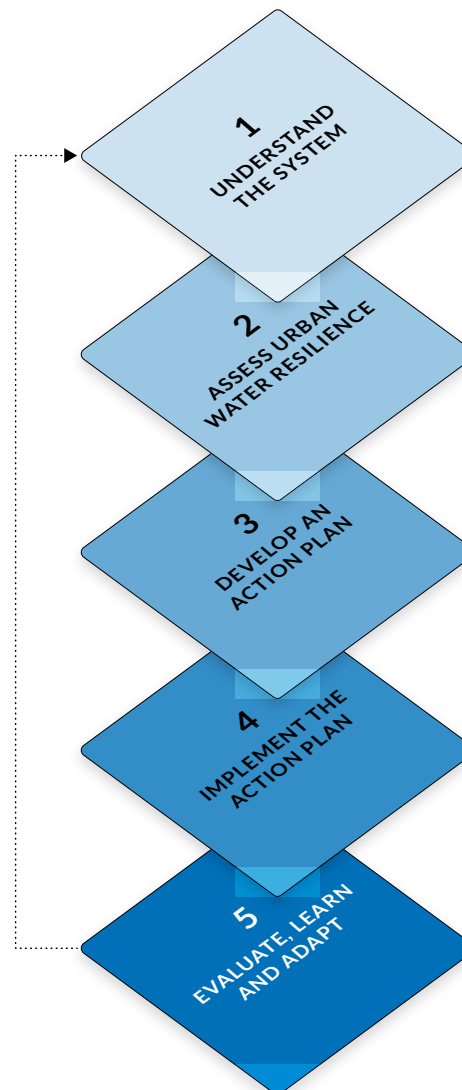 1
UNDERSTAND
THE SYSTEM
2
ASSESS URBAN
WATER RESILIENCE
3
DEVELOP AN
ACTION PLAN
4
IMPLEMENT THE
ACTION PLAN
5
EVALUATE, LEARN
AND ADAPT